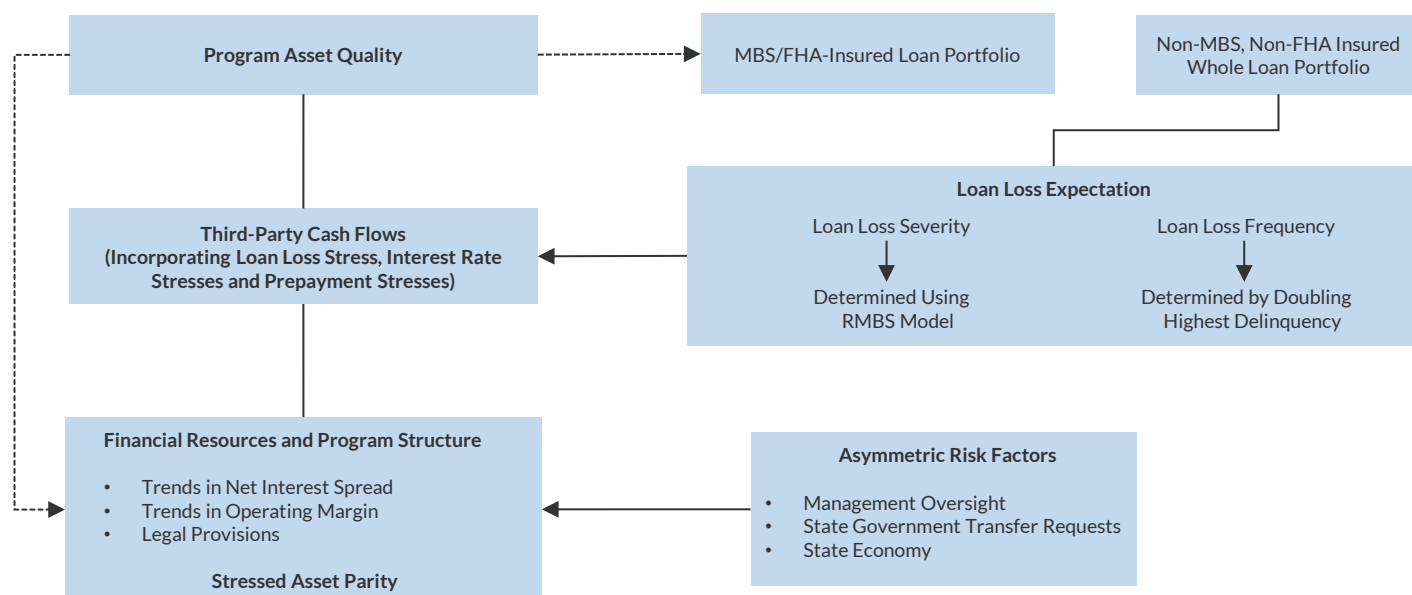 Program Asset Quality
MBS/FHA-Insured Loan Portfolio
Non-MBS, Non-FHA Insured
Whole Loan Portfolio
Loan Loss Expectation
Loan Loss Severity
Loan Loss Frequency
Determined Using
RMBS Model
Determined by Doubling
Highest Delinquency
Third-Party Cash Flows
(Incorporating Loan Loss Stress, Interest Rate
Stresses and Prepayment Stresses)
Financial Resources and Program Structure
• Trends in Net Interest Spread
• Trends in Operating Margin
• Legal Provisions
Stressed Asset Parity
Asymmetric Risk Factors
• Management Oversight
• State Government Transfer Requests
• State Economy